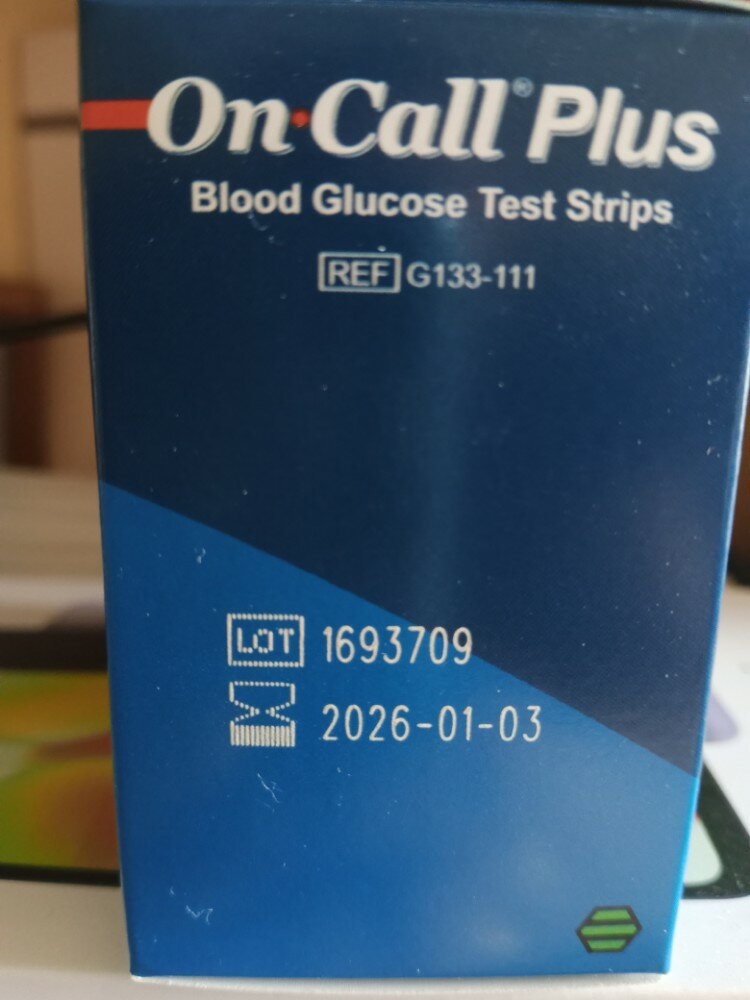 On·Call® Plus
Blood Glucose Test Strips
REF G133-111
LOT 1693709
2026-01-03